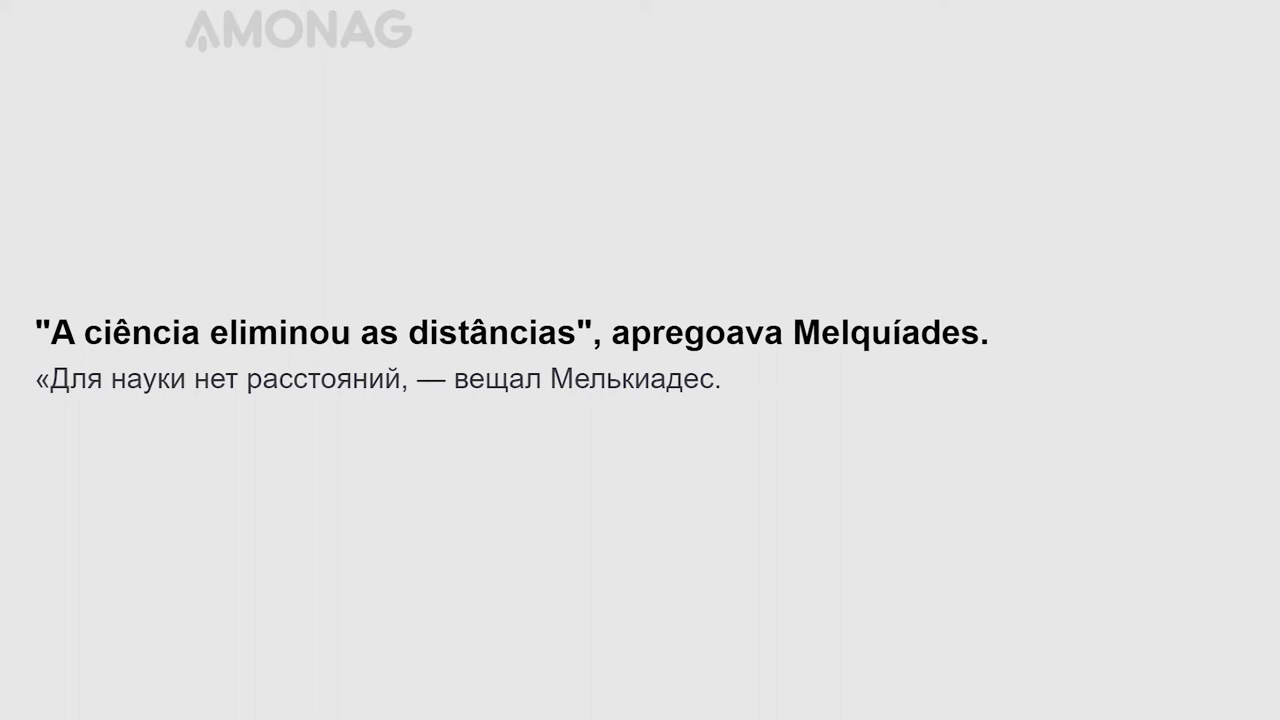 AMONAG
"A ciência eliminou as distâncias", apregoava Melquíades.
«Для науки нет расстояний, — вещал Мелькиадес.